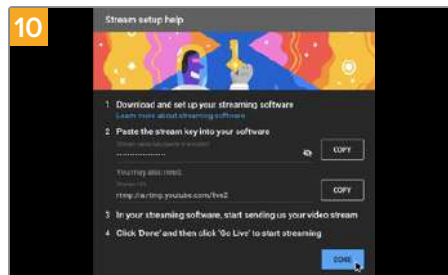 10
Stream setup help
1 Download and set up your streaming software
Learn more about streaming software
2 Paste the stream key into your software
COPY
You may also need:
Stream URL
rtmp://a.rtmp.youtube.com/live2
COPY
3 In your streaming software, start sending us your video stream
4 Click 'Done' and then click 'Go Live' to start streaming
DONE